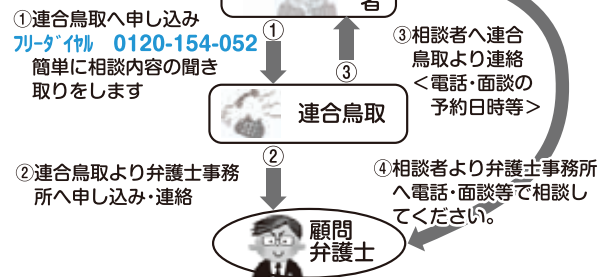 者
①連合鳥取へ申し込み
フリーダイヤル 0120-154-052
簡単に相談内容の聞き
取りをします
①
③
③相談者へ連合
鳥取より連絡
＜電話・面談の
予約日時等＞
連合鳥取
②
②連合鳥取より弁護士事務
所へ申し込み・連絡
④相談者より弁護士事務所
へ電話・面談等で相談し
てください。
顧問
弁護士